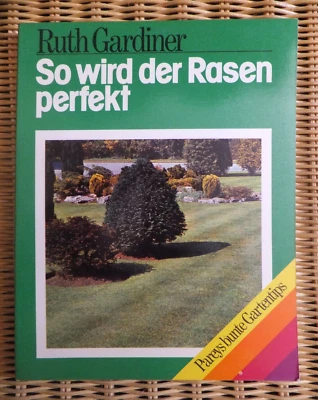 Ruth Gardiner
So wird der Rasen
perfekt
Pareys bunte Gartentips